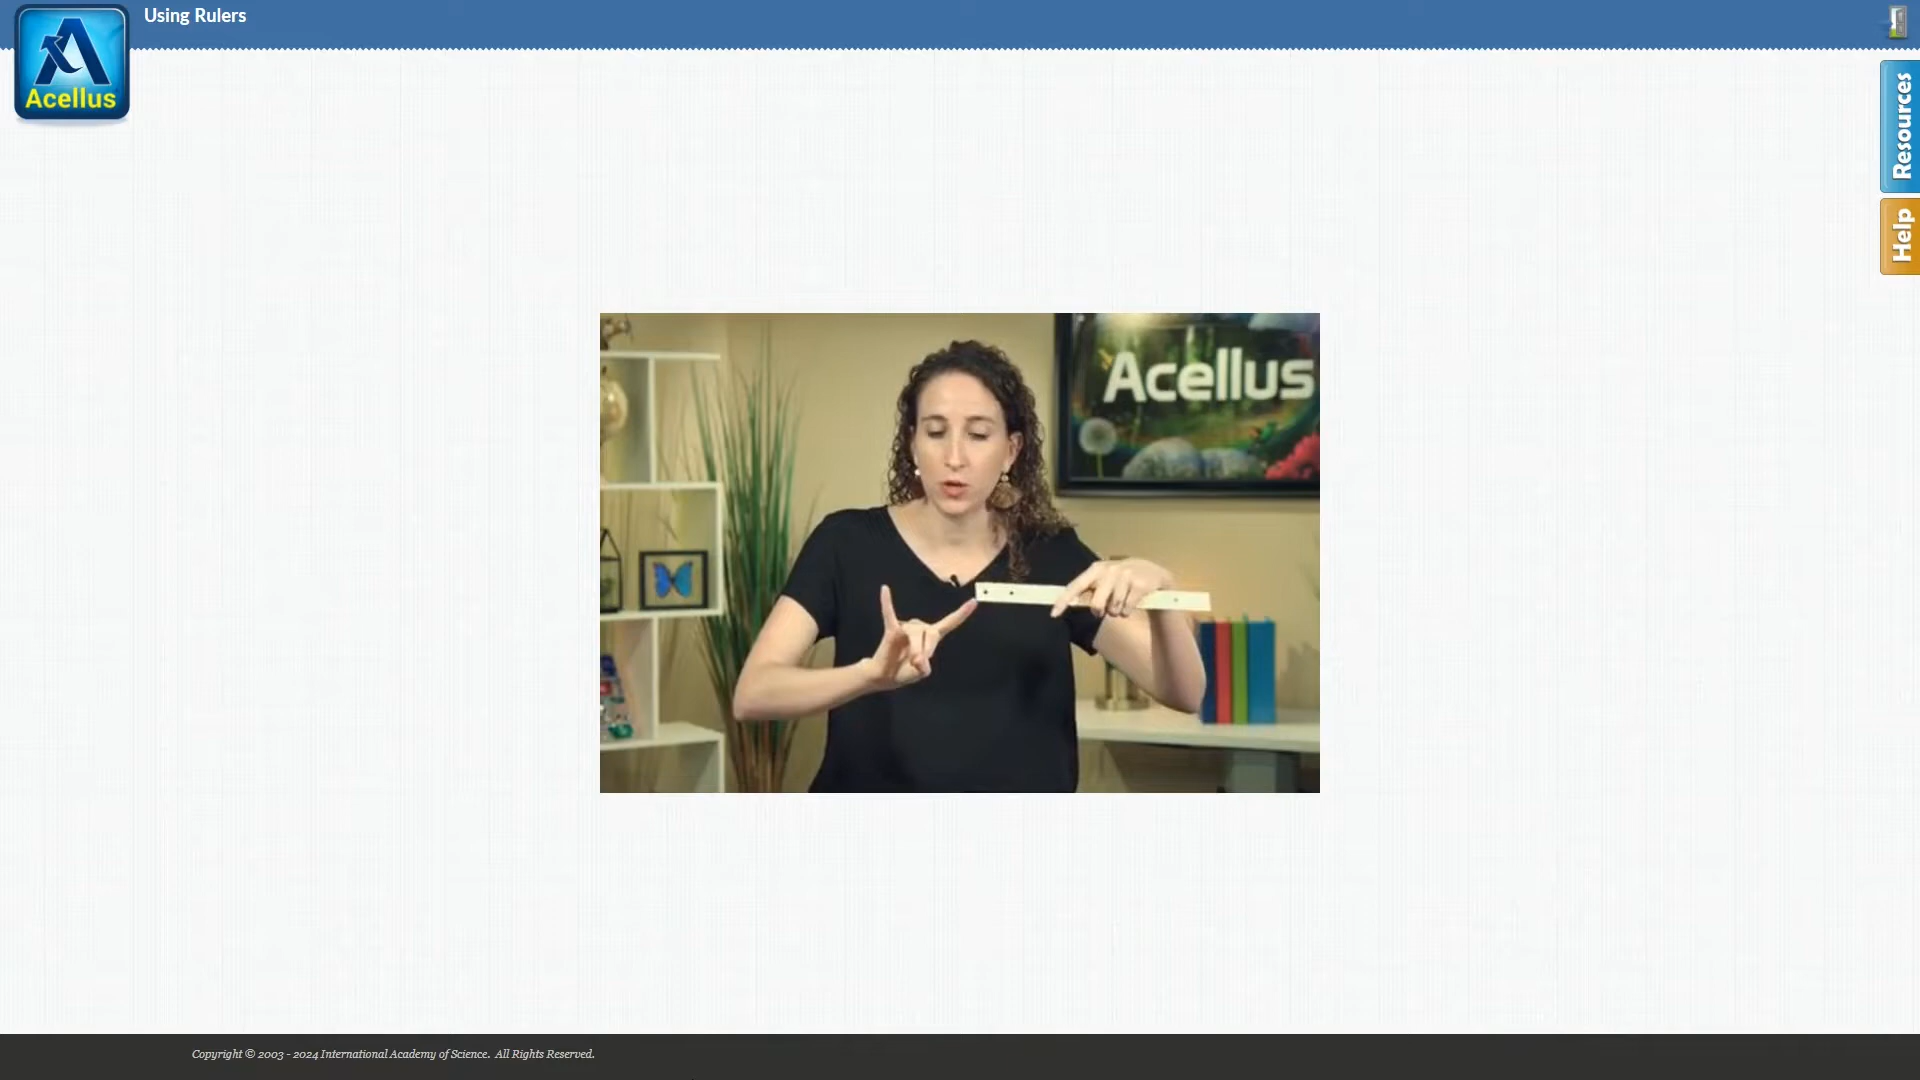 Using Rulers
Acellus
Resources
Help
Acellus
Copyright © 2003 - 2024 International Academy of Science. All Rights Reserved.